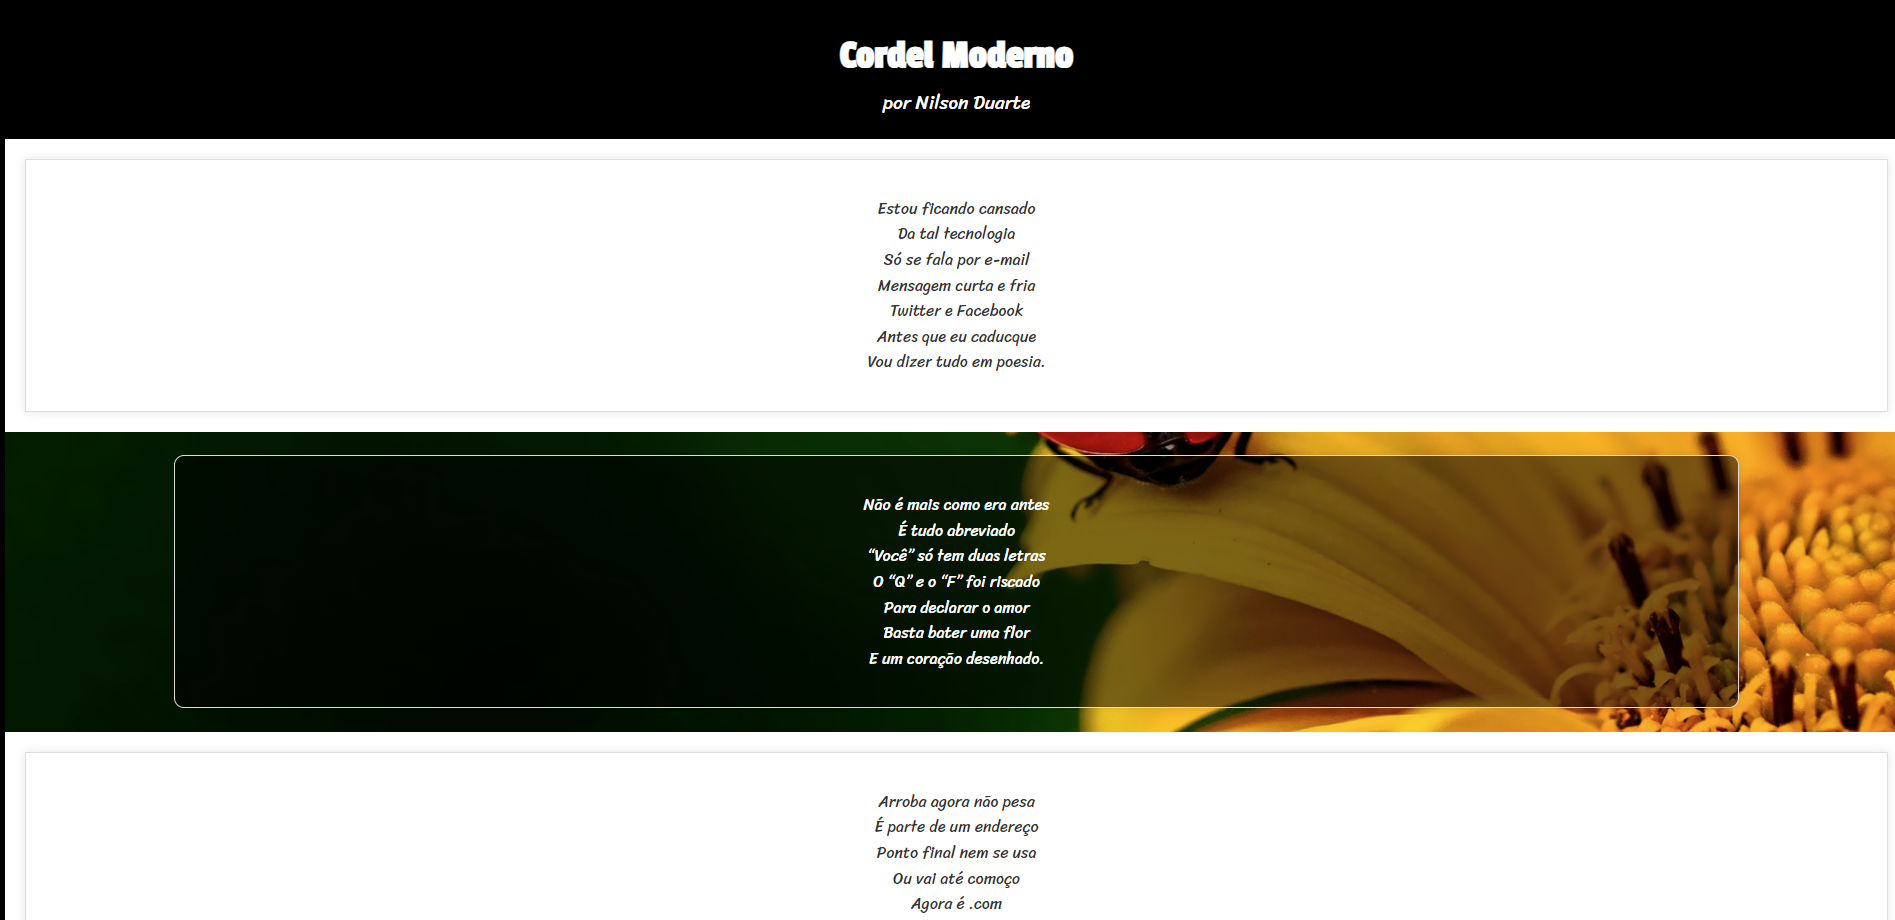 Cordel Moderno
por Nilson Duarte
Estou ficando cansado
Da tal tecnologia
Só se fala por e-mail
Mensagem curta e fria
Twitter e Facebook
Antes que eu caducque
Vou dizer tudo em poesia.
Não é mais como era antes
É tudo abreviado
“Você” só tem duas letras
O “Q” e o “F” foi riscado
Para declarar o amor
Basta bater uma flor
E um coração desenhado.
Arroba agora não pesa
É parte de um endereço
Ponto final nem se usa
Ou vai até comoço
Agora é .com